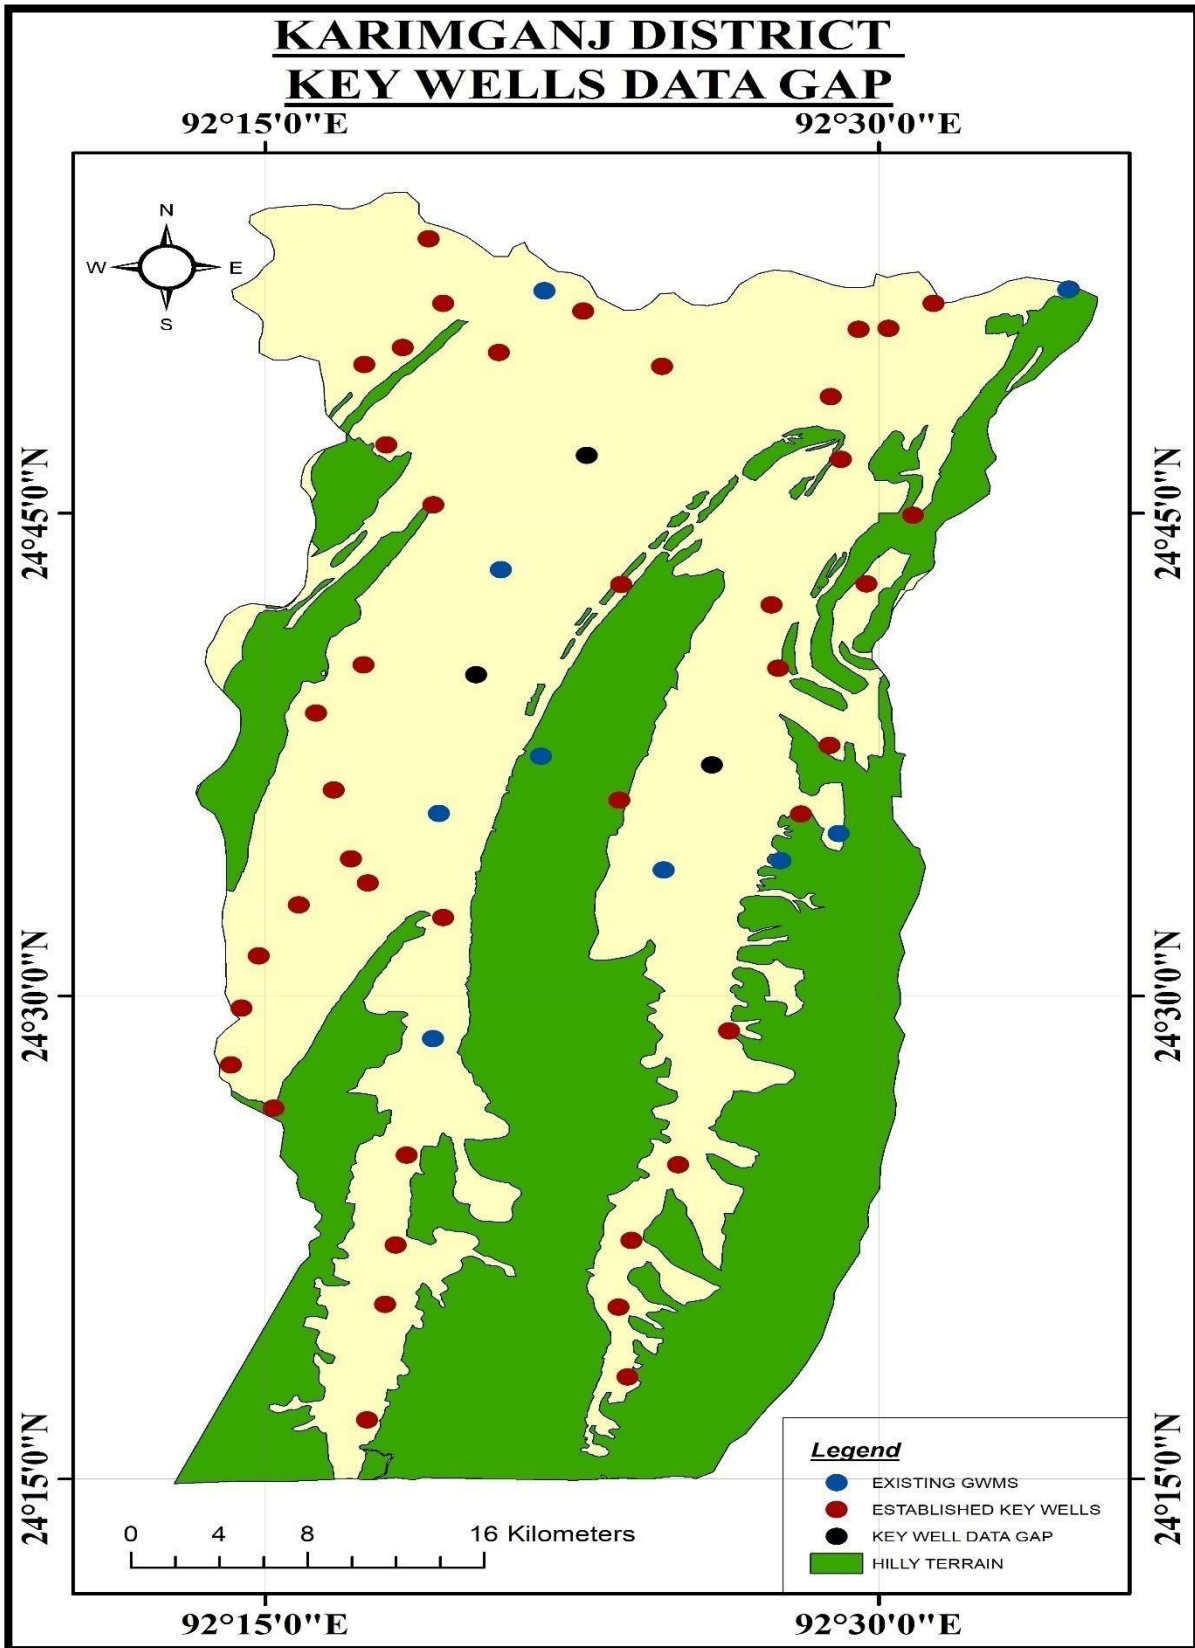 KARIMGANJ DISTRICT
KEY WELLS DATA GAP
92°15'0"E 92°30'0"E
N
W E
S
24°45'0"N 24°45'0"N
24°30'0"N 24°30'0"N
24°15'0"N 24°15'0"N
Legend
EXISTING GWMS
ESTABLISHED KEY WELLS
KEY WELL DATA GAP
HILLY TERRAIN
0 4 8 16 Kilometers
92°15'0"E 92°30'0"E